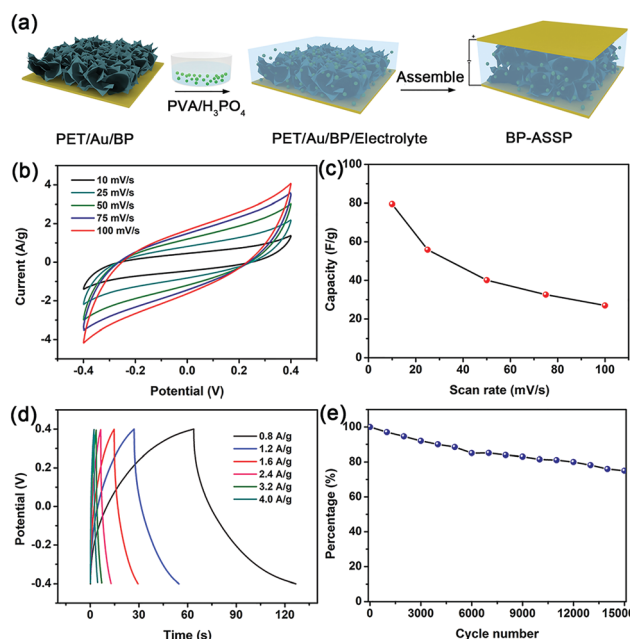 (a)
PVA/H₃PO₄
Assemble
+
PET/Au/BP
PET/Au/BP/Electrolyte
BP-ASSP
(b)
10 mV/s
25 mV/s
50 mV/s
75 mV/s
100 mV/s
Current (A/g)
4
2
0
-2
-4
-0.4
-0.2
0.0
0.2
0.4
Potential (V)
(c)
Capacity (F/g)
100
80
60
40
20
0
0
20
40
60
80
100
Scan rate (mV/s)
(d)
0.8 A/g
1.2 A/g
1.6 A/g
2.4 A/g
3.2 A/g
4.0 A/g
Potential (V)
0.4
0.0
-0.4
0
30
60
90
120
Time (s)
(e)
Percentage (%)
100
80
60
40
20
0
0
3000
6000
9000
12000
15000
Cycle number